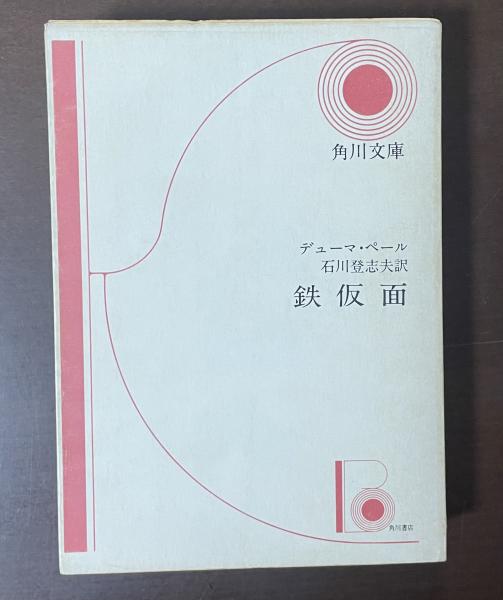 角川文庫
デューマ・ペール
石川登志夫訳
鉄仮面
角川書店